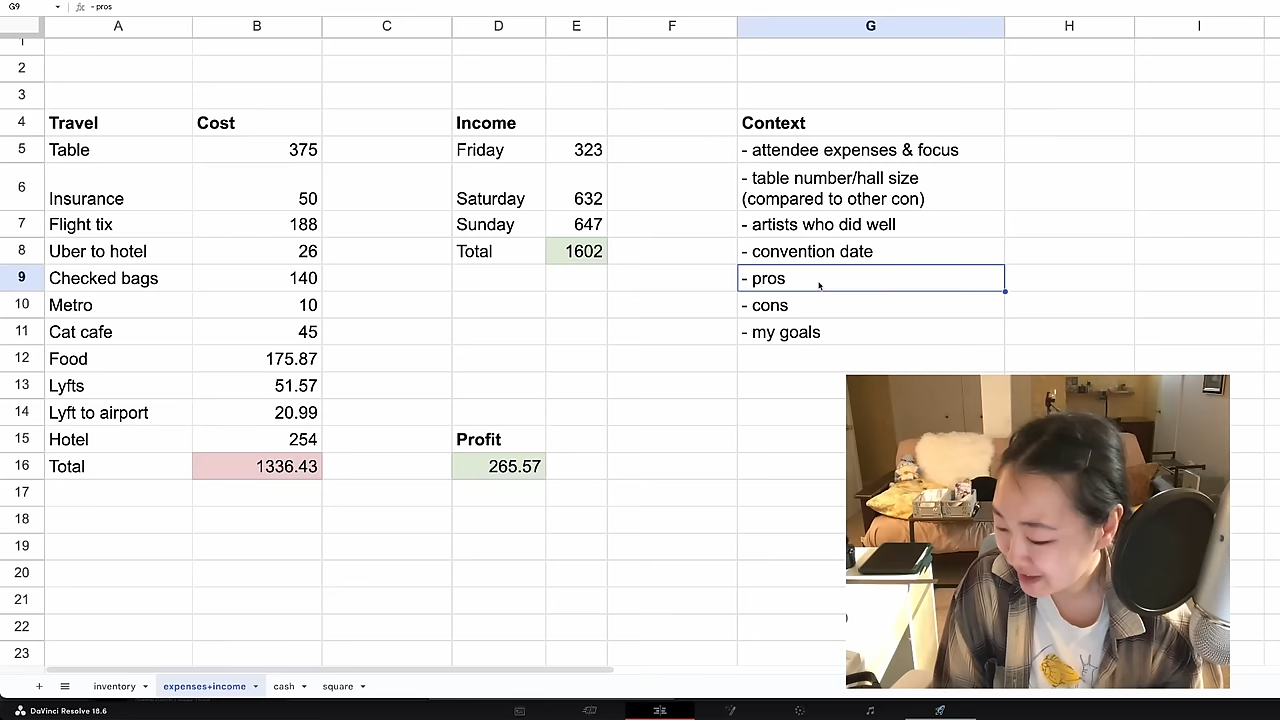 G9 fx - pros
A B C D E F G H I
1
2
3
4 Travel Cost Income Context
5 Table 375 Friday 323 - attendee expenses & focus
6 Insurance 50 Saturday 632 - table number/hall size
(compared to other con)
7 Flight tix 188 Sunday 647 - artists who did well
8 Uber to hotel 26 Total 1602 - convention date
9 Checked bags 140 - pros
10 Metro 10 - cons
11 Cat cafe 45 - my goals
12 Food 175.87
13 Lyfts 51.57
14 Lyft to airport 20.99
15 Hotel 254 Profit
16 Total 1336.43 265.57
17
18
19
20
21
22
23
+ inventory expenses+income cash square
DaVinci Resolve 18.6